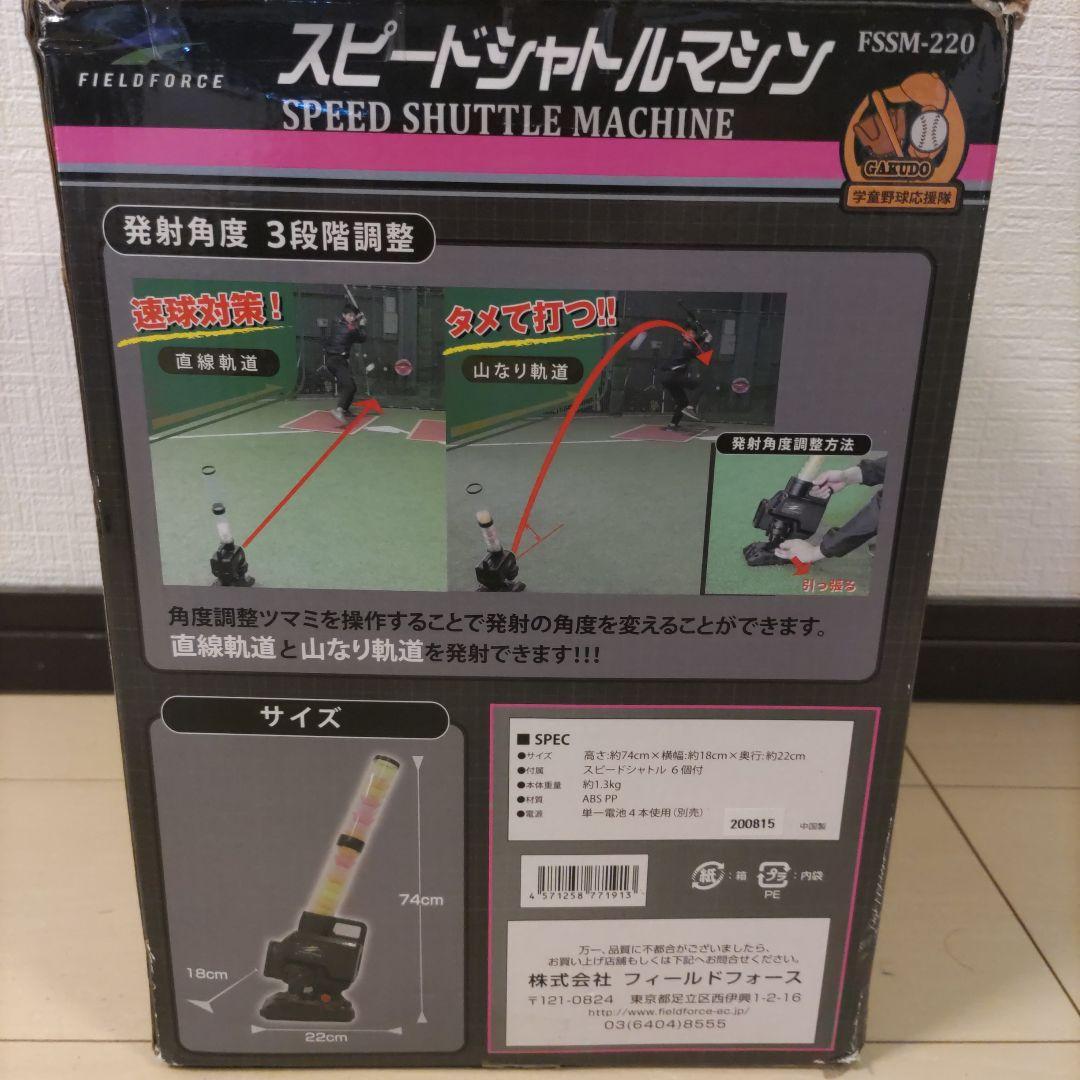 FIELDFORCE
スピードシャトルマシン
FSSM-220
SPEED SHUTTLE MACHINE
GAKUDO
学童野球応援隊
発射角度 3段階調整
速球対策!
直線軌道
タメて打つ!!
山なり軌道
発射角度調整方法
引っ張る
角度調整ツマミを操作することで発射の角度を変えることができます。
直線軌道と山なり軌道を発射できます!!!
サイズ
74cm
18cm
22cm
■ SPEC
●サイズ 高さ:約74cm×横幅:約18cm×奥行:約22cm
●付属 スピードシャトル 6個付
●本体重量 約1.3kg
●材質 ABS PP
●電源 単一電池4本使用(別売)
200815
中国製
4 571258 771913
紙:箱
プラ:内袋
PE
万一、品質に不都合がございましたら、
お買い上げ店舗もしくは下記へお問合せください。
株式会社 フィールドフォース
〒121-0824 東京都足立区西伊興1-2-16
http://www.fieldforce-ec.jp/
03(6404)8555